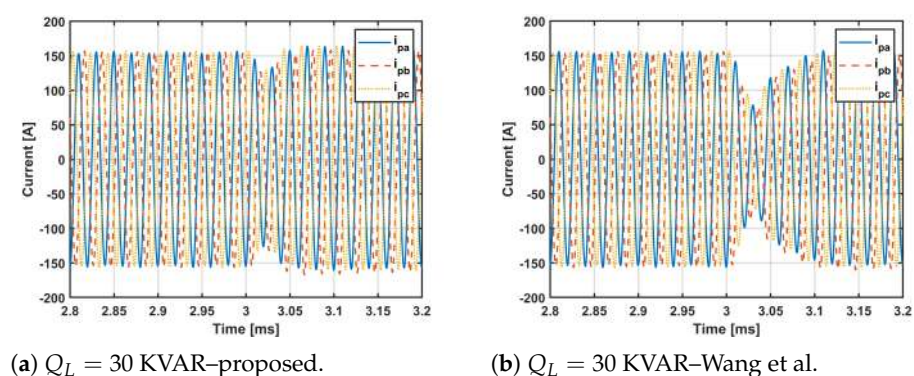 200
150
100
50
0
-50
-100
-150
-200
Current [A]
2.8 2.85 2.9 2.95 3 3.05 3.1 3.15 3.2
Time [ms]
i_pa
i_pb
i_pc
(a) Q_L = 30 KVAR–proposed.
200
150
100
50
0
-50
-100
-150
-200
Current [A]
2.8 2.85 2.9 2.95 3 3.05 3.1 3.15 3.2
Time [ms]
i_pa
i_pb
i_pc
(b) Q_L = 30 KVAR–Wang et al.